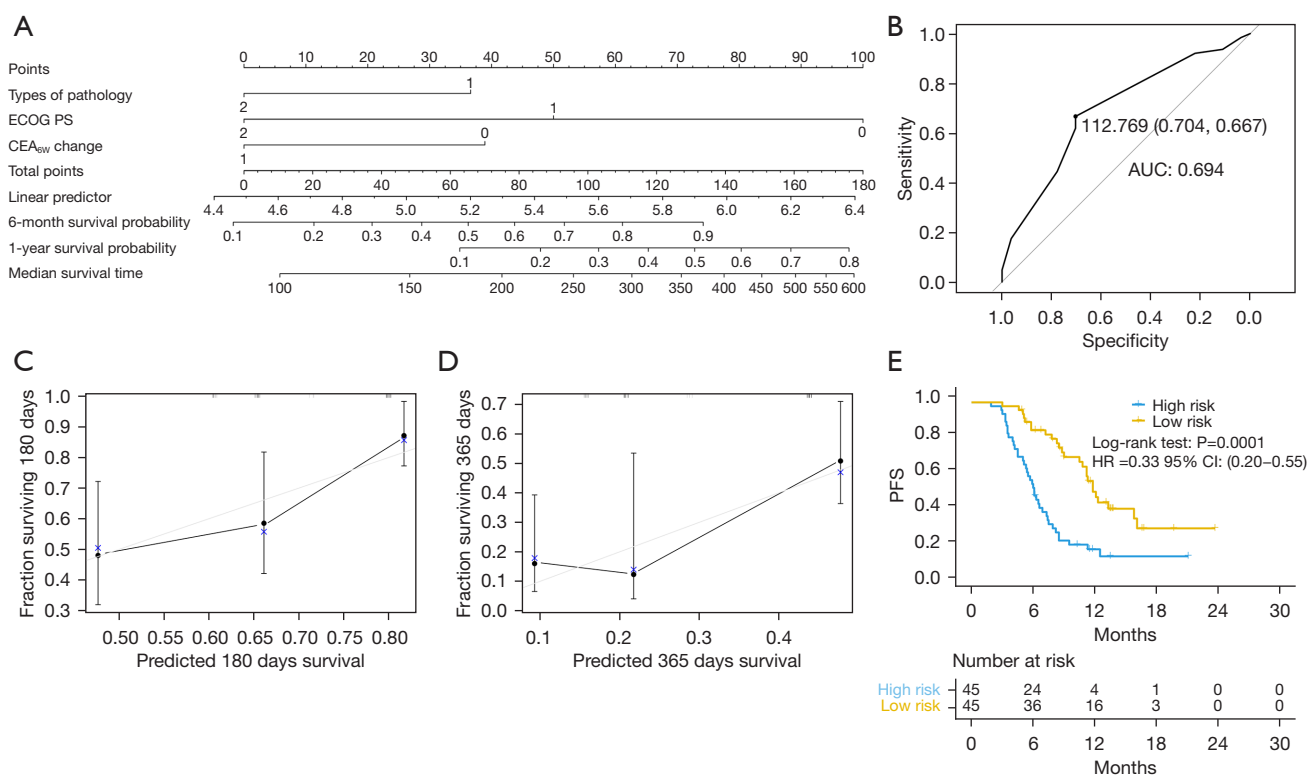 A
Points
0 10 20 30 40 50 60 70 80 90 100
Types of pathology
2 1
ECOG PS
2 1 0
CEA6W change
1 0
Total points
0 20 40 60 80 100 120 140 160 180
Linear predictor
4.4 4.6 4.8 5.0 5.2 5.4 5.6 5.8 6.0 6.2 6.4
6-month survival probability
0.1 0.2 0.3 0.4 0.5 0.6 0.7 0.8 0.9
1-year survival probability
0.1 0.2 0.3 0.4 0.5 0.6 0.7 0.8
Median survival time
100 150 200 250 300 350 400 450 500 550 600
B
Sensitivity
1.0
0.8
0.6
0.4
0.2
0.0
112.769 (0.704, 0.667)
AUC: 0.694
1.0 0.8 0.6 0.4 0.2 0.0
Specificity
C
Fraction surviving 180 days
1.0
0.9
0.8
0.7
0.6
0.5
0.4
0.3
0.50 0.55 0.60 0.65 0.70 0.75 0.80
Predicted 180 days survival
D
Fraction surviving 365 days
0.7
0.6
0.5
0.4
0.3
0.2
0.1
0.0
0.1 0.2 0.3 0.4
Predicted 365 days survival
E
PFS
1.0
0.8
0.6
0.4
0.2
0.0
High risk
Low risk
Log-rank test: P=0.0001
HR =0.33 95% CI: (0.20−0.55)
0 6 12 18 24 30
Months
Number at risk
High risk 45 24 4 1 0 0
Low risk 45 36 16 3 0 0
0 6 12 18 24 30
Months